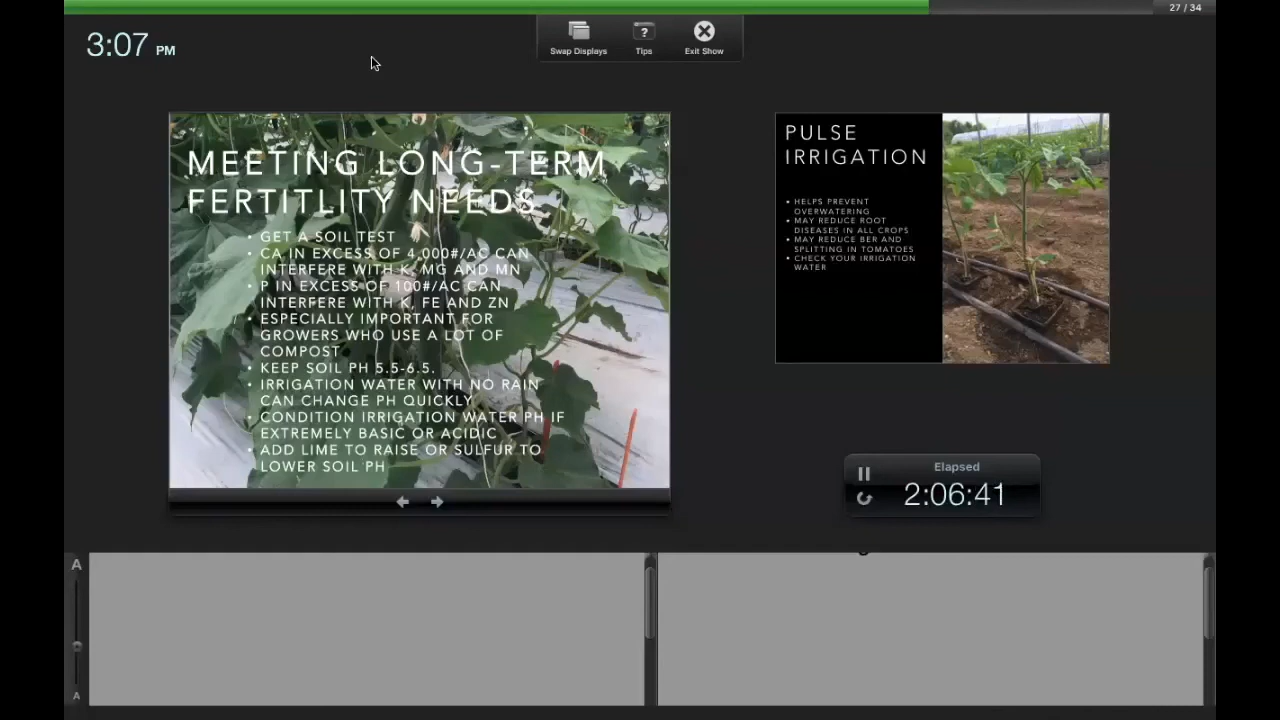 27 / 34
3:07 PM
Swap Displays
?
Tips
Exit Show
MEETING LONG-TERM
FERTITLITY NEEDS
• GET A SOIL TEST
• CA IN EXCESS OF 4,000#/AC CAN
INTERFERE WITH K, MG AND MN
• P IN EXCESS OF 100#/AC CAN
INTERFERE WITH K, FE AND ZN
• ESPECIALLY IMPORTANT FOR
GROWERS WHO USE A LOT OF
COMPOST
• KEEP SOIL PH 5.5-6.5.
• IRRIGATION WATER WITH NO RAIN
CAN CHANGE PH QUICKLY
• CONDITION IRRIGATION WATER PH IF
EXTREMELY BASIC OR ACIDIC
• ADD LIME TO RAISE OR SULFUR TO
LOWER SOIL PH
PULSE
IRRIGATION
• HELPS PREVENT
OVERWATERING
• MAY REDUCE ROOT
DISEASES IN ALL CROPS
• MAY REDUCE BER AND
SPLITTING IN TOMATOES
• CHECK YOUR IRRIGATION
WATER
Elapsed
2:06:41
A
A